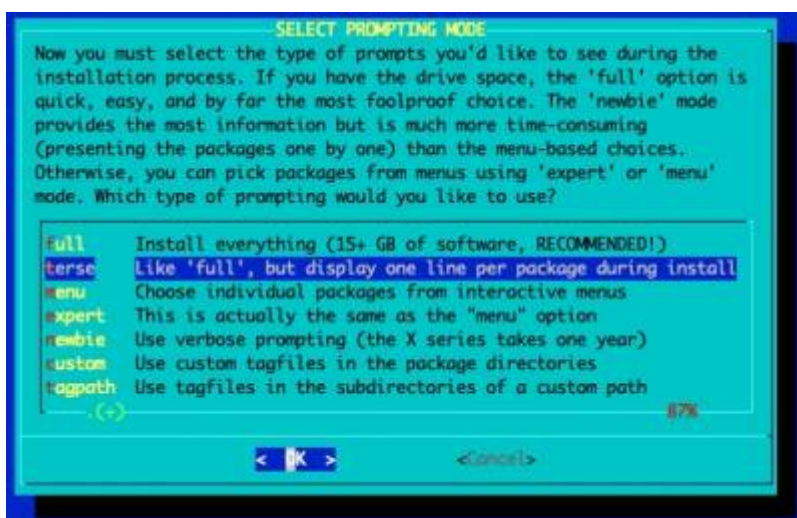 SELECT PROMPTING MODE
Now you must select the type of prompts you'd like to see during the
installation process. If you have the drive space, the 'full' option is
quick, easy, and by far the most foolproof choice. The 'newbie' mode
provides the most information but is much more time-consuming
(presenting the packages one by one) than the menu-based choices.
Otherwise, you can pick packages from menus using 'expert' or 'menu'
mode. Which type of prompting would you like to use?
full Install everything (15+ GB of software, RECOMMENDED!)
terse Like 'full', but display one line per package during install
menu Choose individual packages from interactive menus
expert This is actually the same as the "menu" option
newbie Use verbose prompting (the X series takes one year)
custom Use custom tagfiles in the package directories
tagpath Use tagfiles in the subdirectories of a custom path
.(+) 87%
< OK > <Cancel>